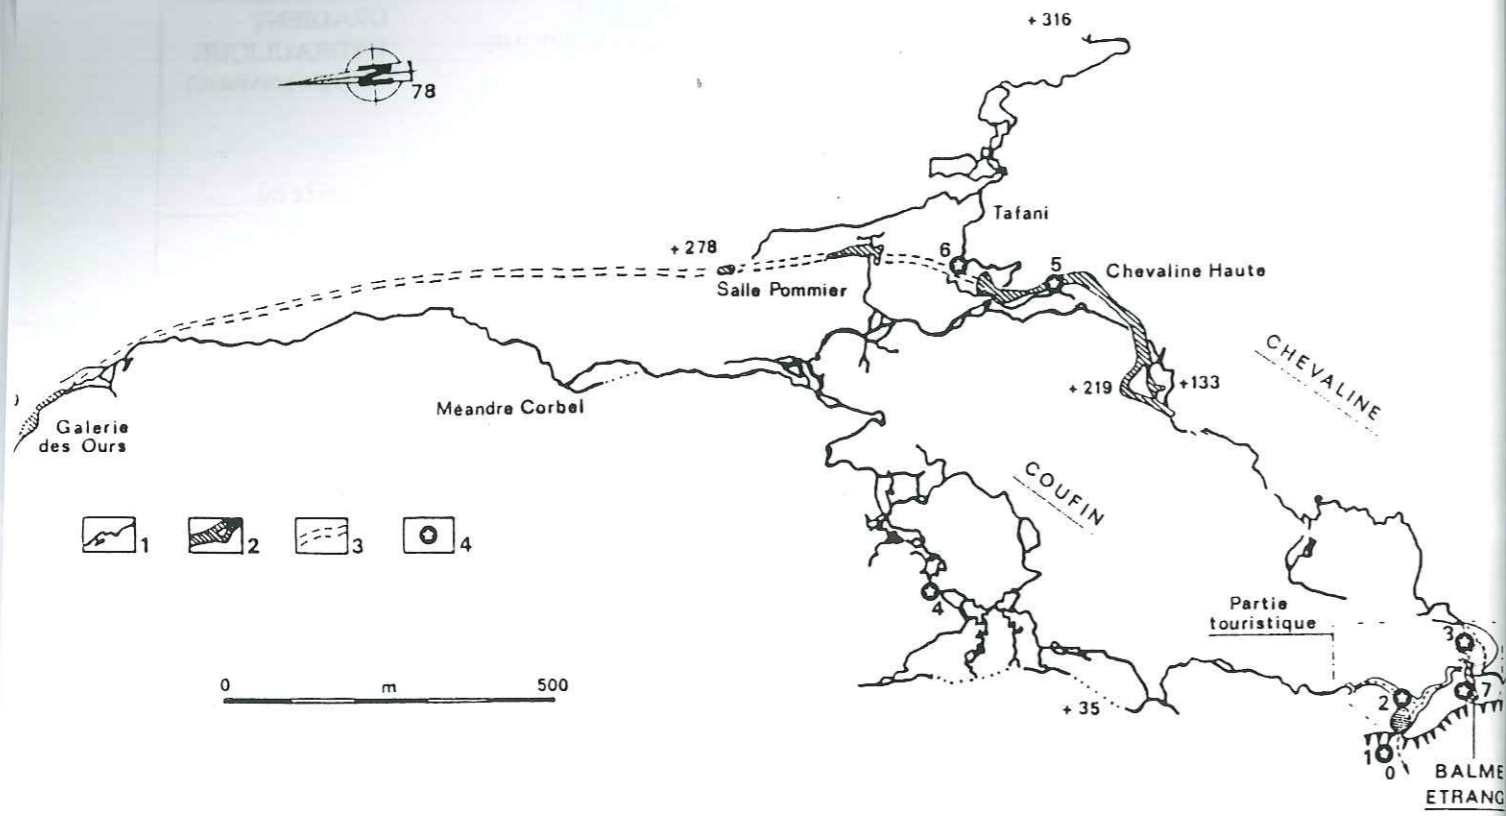 + 316
N
78
Tafani
+ 278
6
5
Chevaline Haute
Salle Pommier
CHEVALINE
+ 219
+133
Méandre Corbel
Galerie
des Ours
COUFIN
1
2
3
4
4
Partie
touristique
3
0 m 500
+ 35
2
7
1
0
BALME
ETRANG